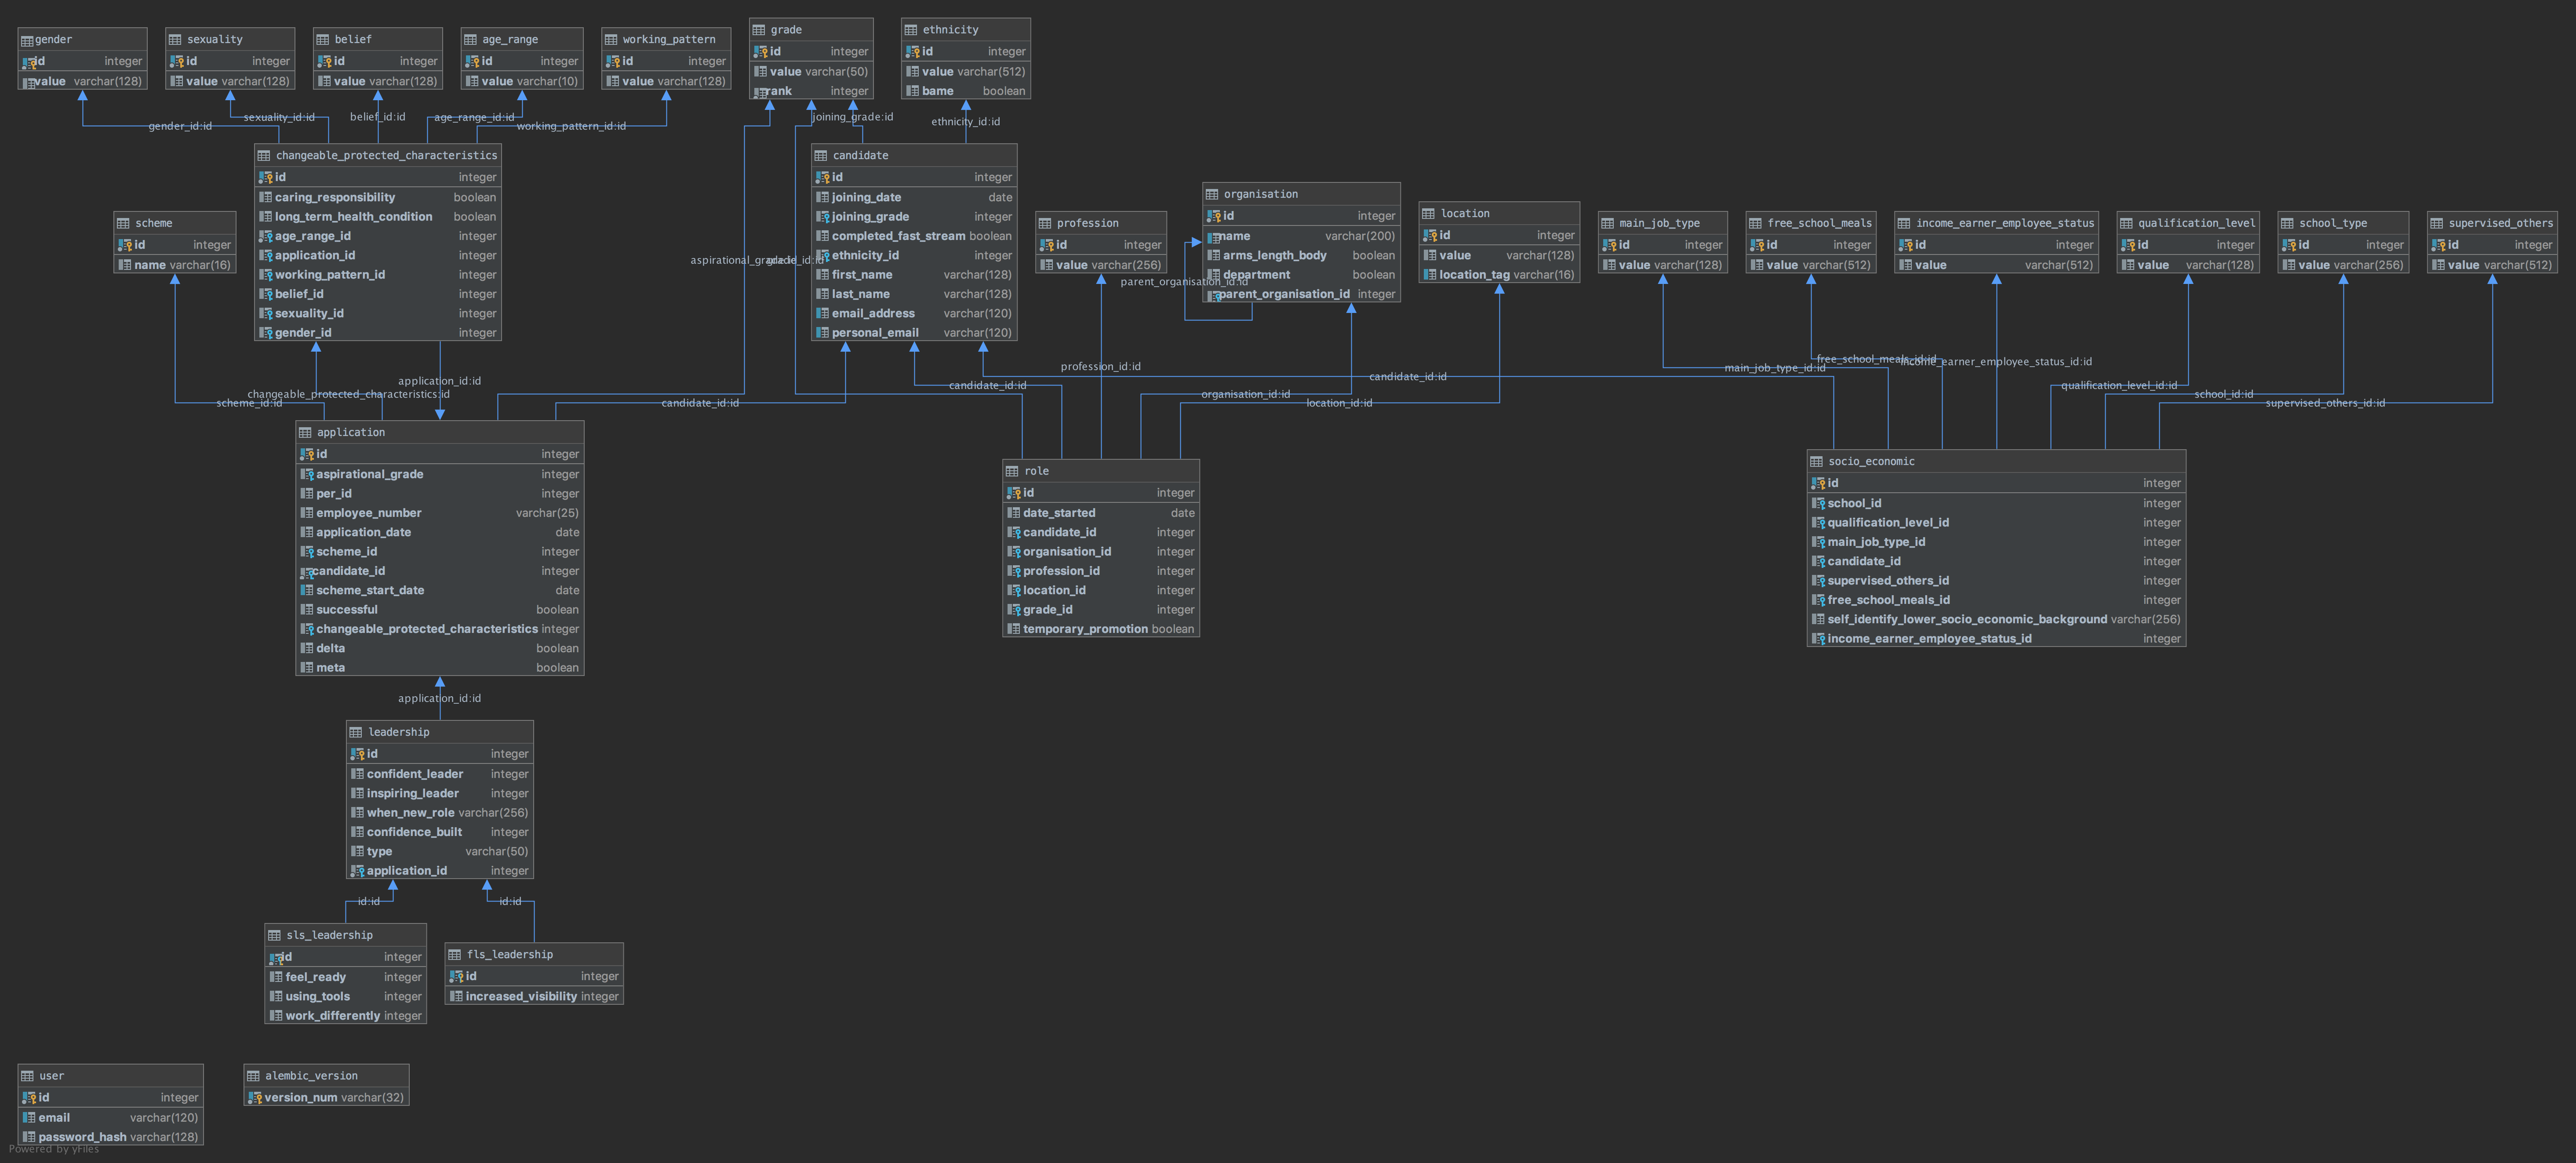 gender
id integer
value varchar(128)
sexuality
id integer
value varchar(128)
belief
id integer
value varchar(128)
age_range
id integer
value varchar(10)
working_pattern
id integer
value varchar(128)
grade
id integer
value varchar(50)
rank integer
ethnicity
id integer
value varchar(512)
bame boolean
gender_id:id
sexuality_id:id
belief_id:id
age_range_id:id
working_pattern_id:id
joining_grade:id
ethnicity_id:id
changeable_protected_characteristics
id integer
caring_responsibility boolean
long_term_health_condition boolean
age_range_id integer
application_id integer
working_pattern_id integer
belief_id integer
sexuality_id integer
gender_id integer
candidate
id integer
joining_date date
joining_grade integer
completed_fast_stream boolean
ethnicity_id integer
first_name varchar(128)
last_name varchar(128)
email_address varchar(120)
personal_email varchar(120)
scheme
id integer
name varchar(16)
profession
id integer
value varchar(256)
organisation
id integer
name varchar(200)
arms_length_body boolean
department boolean
parent_organisation_id integer
parent_organisation_id:id
location
id integer
value varchar(128)
location_tag varchar(16)
main_job_type
id integer
value varchar(128)
free_school_meals
id integer
value varchar(512)
income_earner_employee_status
id integer
value varchar(512)
qualification_level
id integer
value varchar(128)
school_type
id integer
value varchar(256)
supervised_others
id integer
value varchar(512)
scheme_id:id
changeable_protected_characteristics:id
application_id:id
candidate_id:id
candidate_id:id
profession_id:id
organisation_id:id
location_id:id
candidate_id:id
main_job_type_id:id
income_earner_employee_status_id:id
qualification_level_id:id
school_id:id
supervised_others_id:id
application
id integer
aspirational_grade integer
per_id integer
employee_number varchar(25)
application_date date
scheme_id integer
candidate_id integer
scheme_start_date date
successful boolean
changeable_protected_characteristics integer
delta boolean
meta boolean
role
id integer
date_started date
candidate_id integer
organisation_id integer
profession_id integer
location_id integer
grade_id integer
temporary_promotion boolean
socio_economic
id integer
school_id integer
qualification_level_id integer
main_job_type_id integer
candidate_id integer
supervised_others_id integer
free_school_meals_id integer
self_identify_lower_socio_economic_background varchar(256)
income_earner_employee_status_id integer
application_id:id
leadership
id integer
confident_leader integer
inspiring_leader integer
when_new_role varchar(256)
confidence_built integer
type varchar(50)
application_id integer
id:id
id:id
sls_leadership
id integer
feel_ready integer
using_tools integer
work_differently integer
fls_leadership
id integer
increased_visibility integer
user
id integer
email varchar(120)
password_hash varchar(128)
alembic_version
version_num varchar(32)
Powered by yFiles